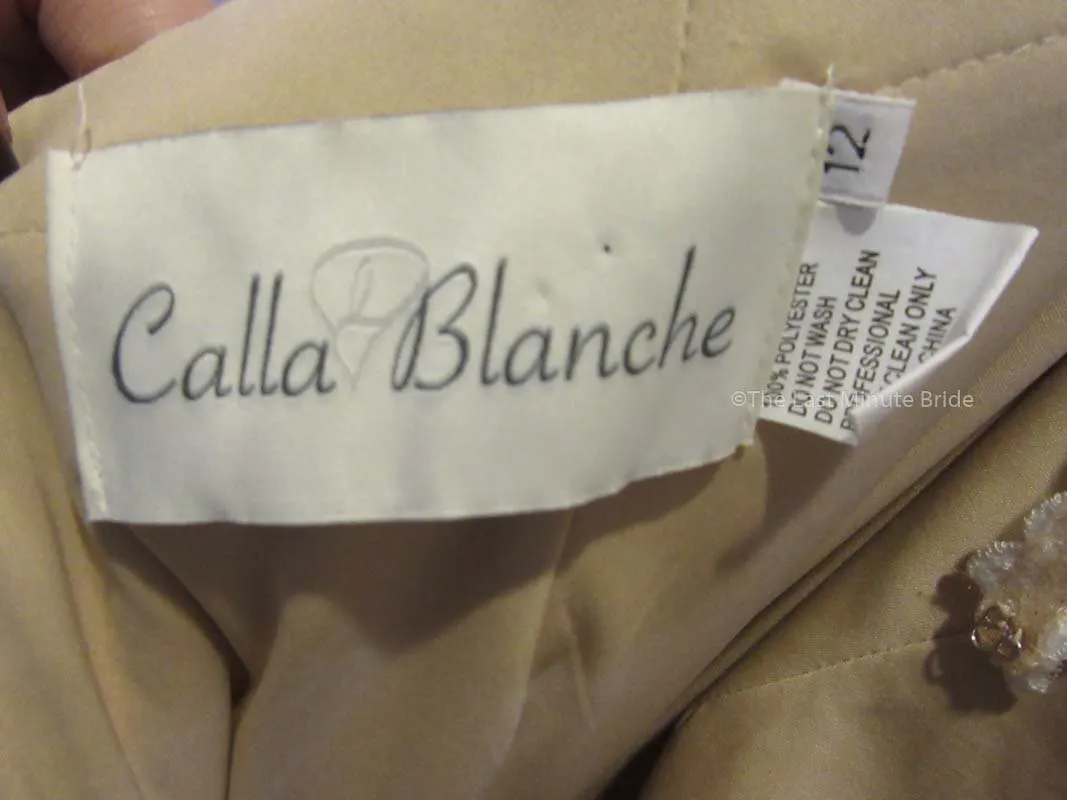 Calla Blanche
12
00% POLYESTER
DO NOT WASH
DO NOT DRY CLEAN
PROFESSIONAL
CLEAN ONLY
CHINA
©The Last Minute Bride